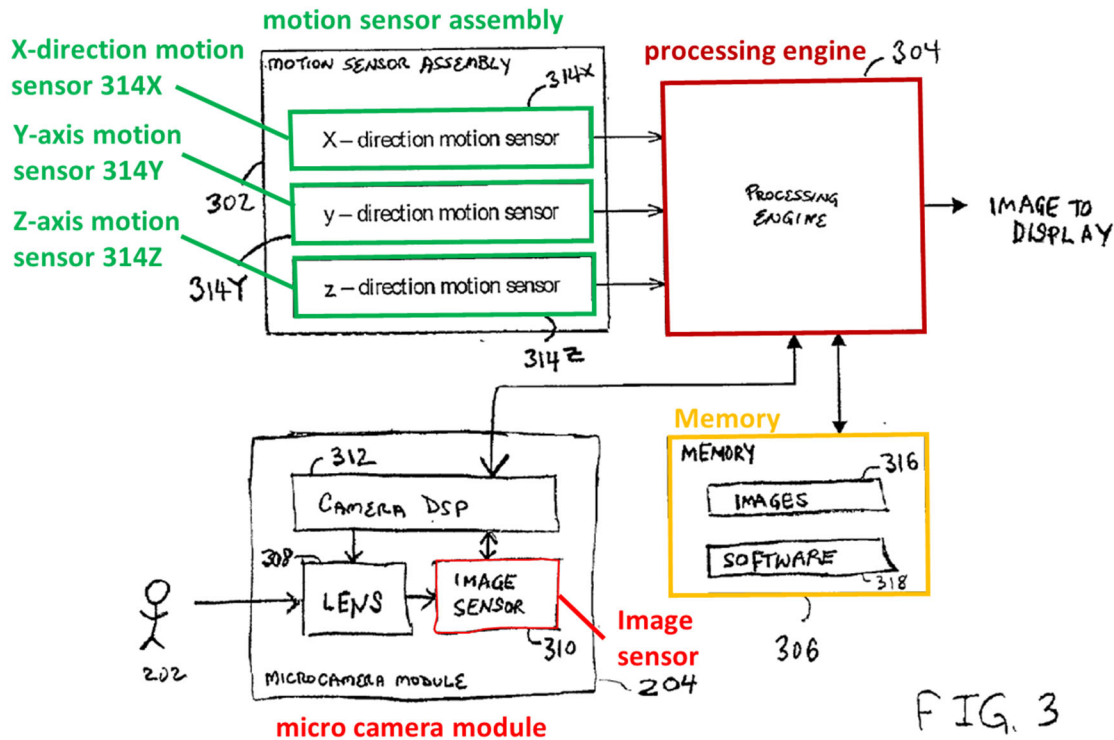 motion sensor assembly
X-direction motion
sensor 314X
Y-axis motion
sensor 314Y
Z-axis motion
sensor 314Z
MOTION SENSOR ASSEMBLY
314X
X – direction motion sensor
302
y – direction motion sensor
314Y
z – direction motion sensor
314Z
processing engine
304
PROCESSING
ENGINE
IMAGE TO
DISPLAY
Memory
MEMORY
316
IMAGES
SOFTWARE
318
306
312
CAMERA DSP
308
LENS
IMAGE
SENSOR
310
Image
sensor
202
MICROCAMERA MODULE
204
micro camera module
FIG. 3